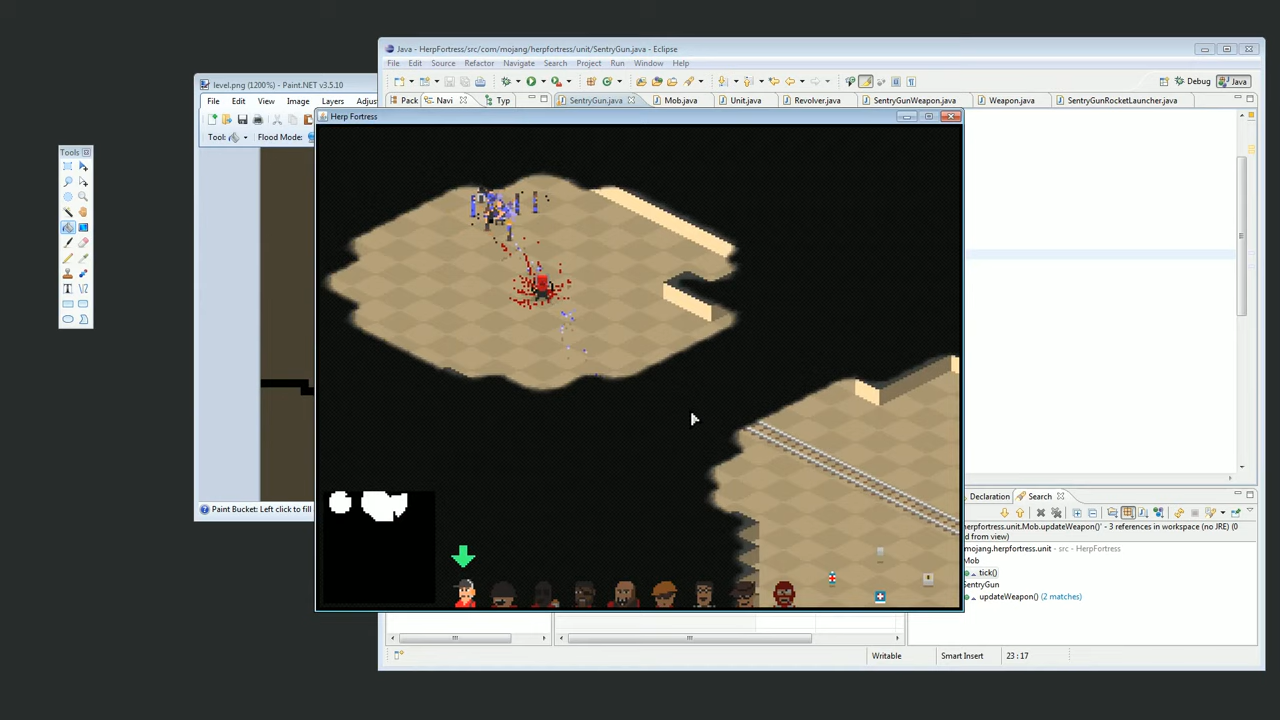 Java - HerpFortress/src/com/mojang/herpfortress/unit/SentryGun.java - Eclipse
File Edit Source Refactor Navigate Search Project Run Window Help
Debug Java
level.png (1200%) - Paint.NET v3.5.10
File Edit View Image Layers Adjus
Tool: Flood Mode:
Pack Navi Typ
SentryGun.java Mob.java Unit.java Revolver.java SentryGunWeapon.java Weapon.java SentryGunRocketLauncher.java
Herp Fortress
Tools
Paint Bucket: Left click to fill
Declaration Search
herpfortress.unit.Mob.updateWeapon()' - 3 references in workspace (no JRE) (0
d from view)
mojang.herpfortress.unit - src - HerpFortress
Mob
tick()
SentryGun
updateWeapon() (2 matches)
Writable Smart Insert 23 : 17